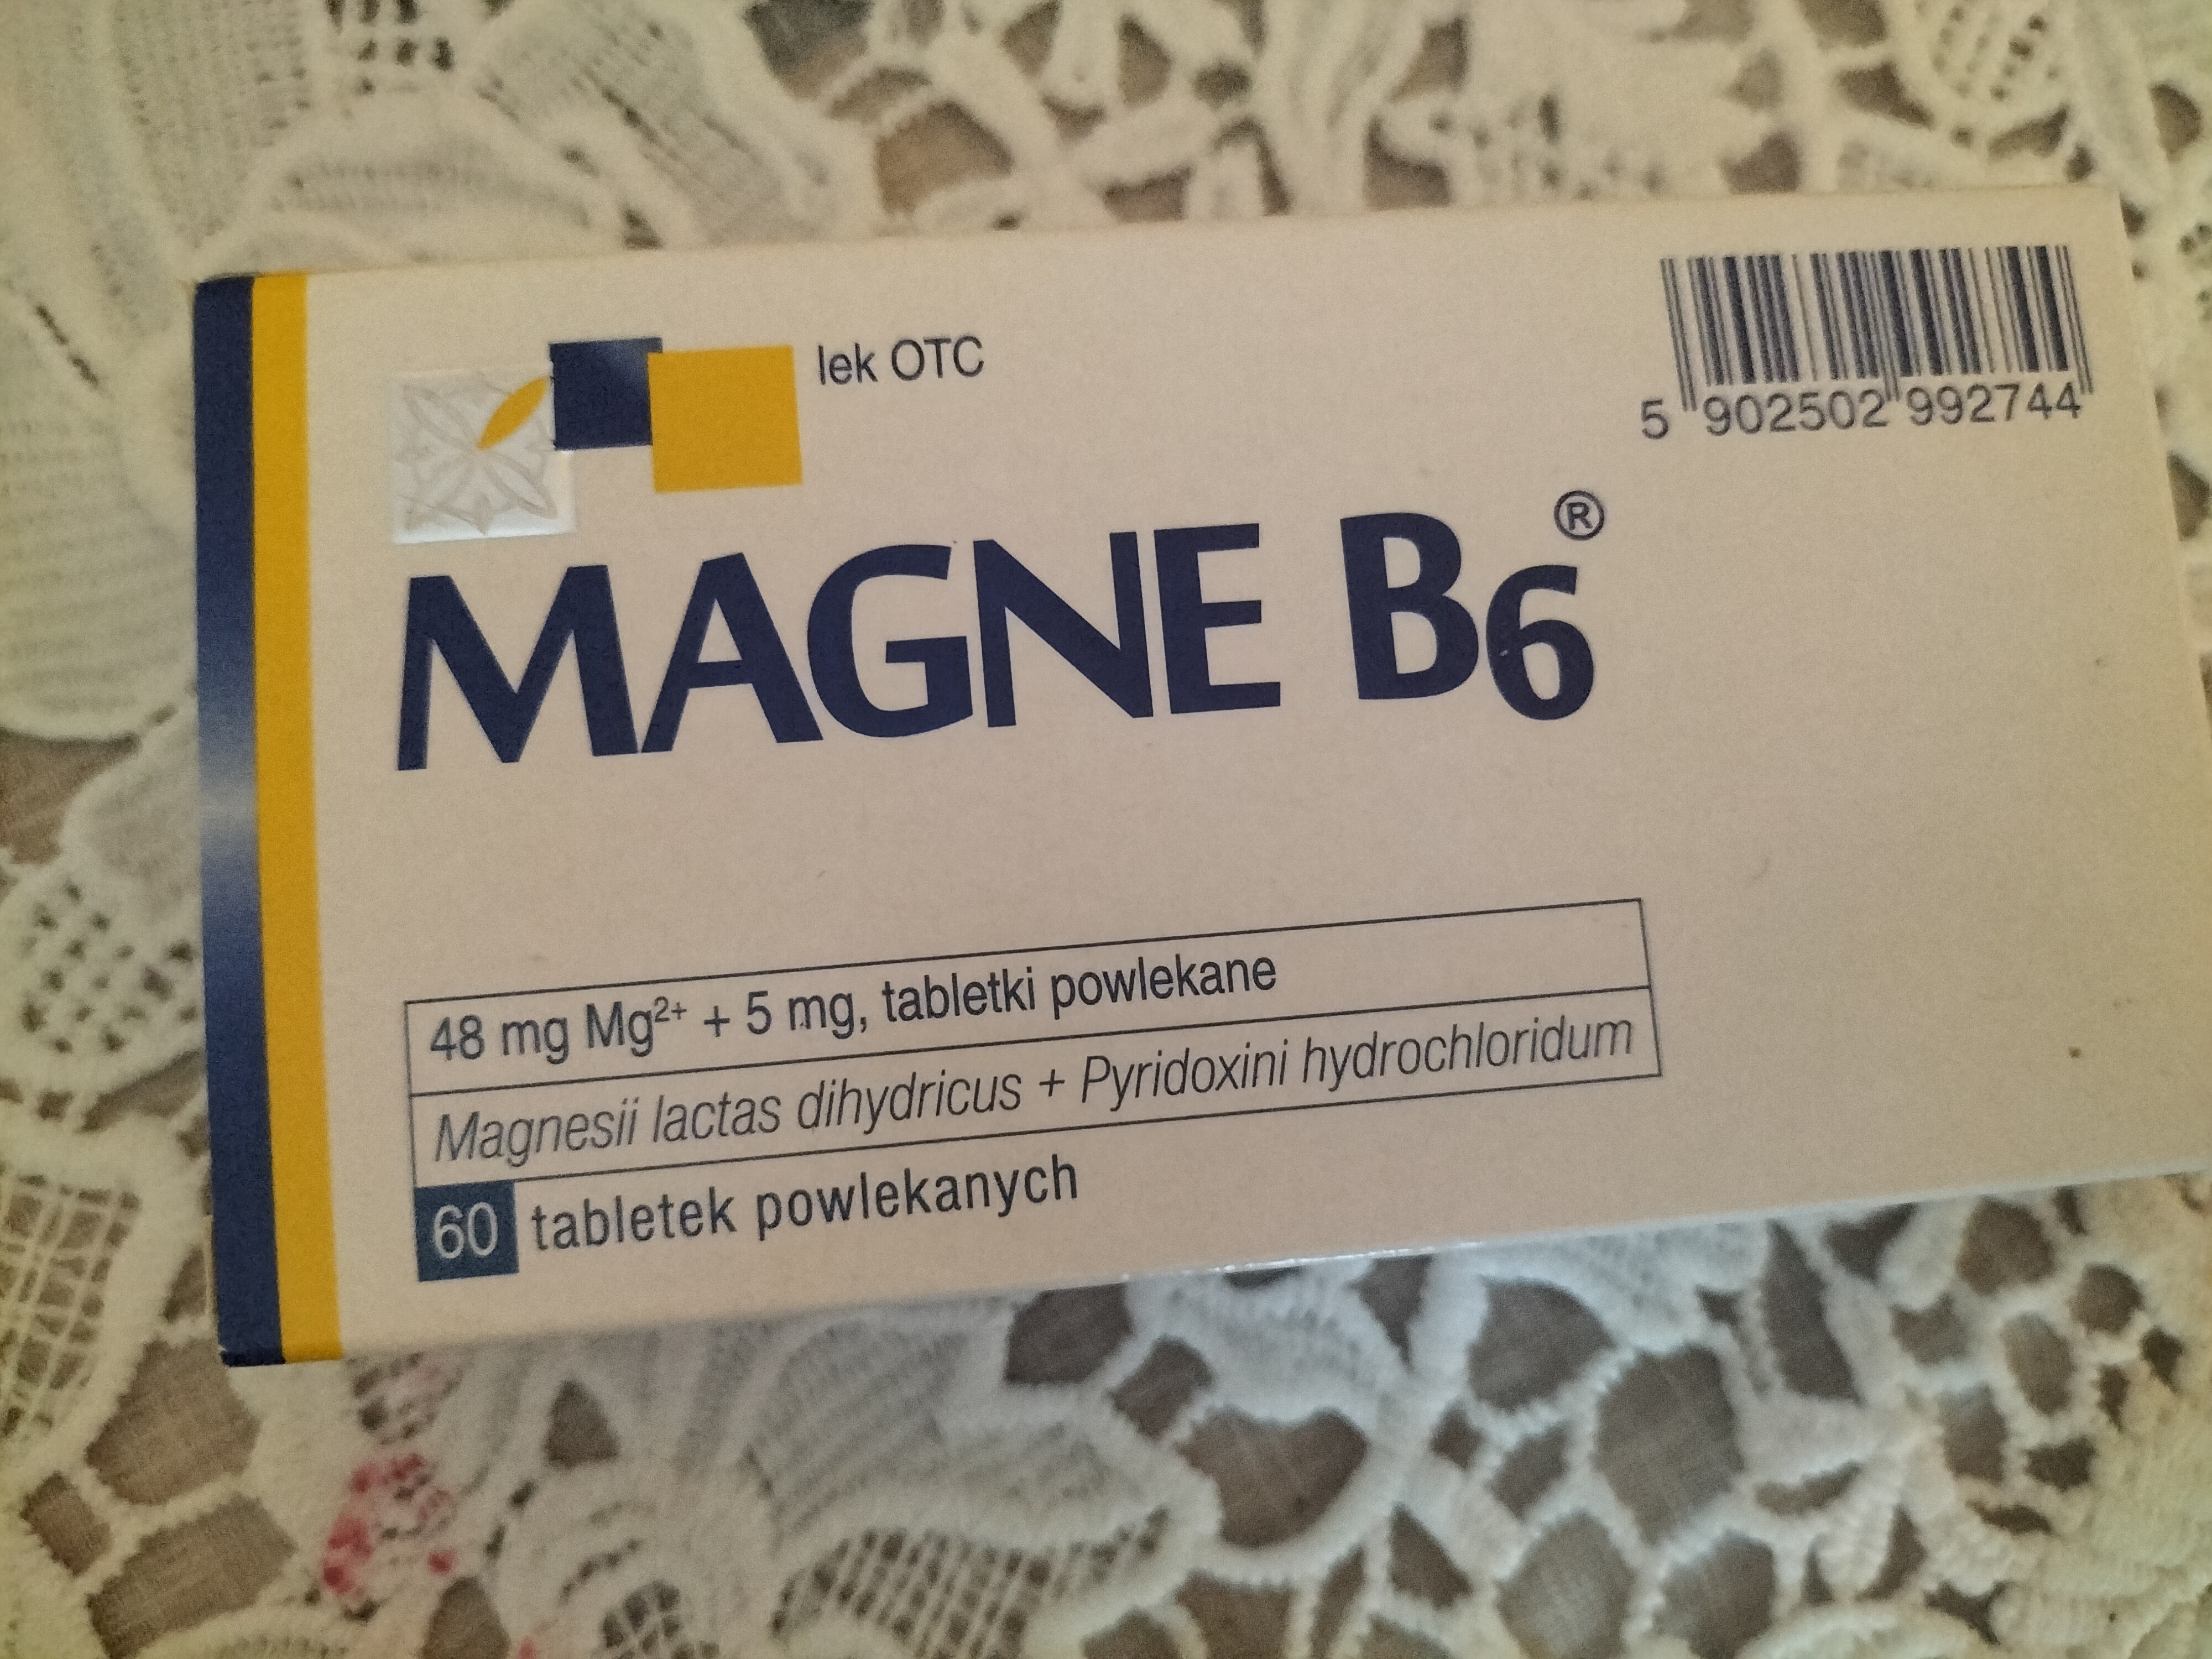 lek OTC
5 902502 992744
MAGNE B6®
48 mg Mg²⁺ + 5 mg, tabletki powlekane
Magnesii lactas dihydricus + Pyridoxini hydrochloridum
60 tabletek powlekanych